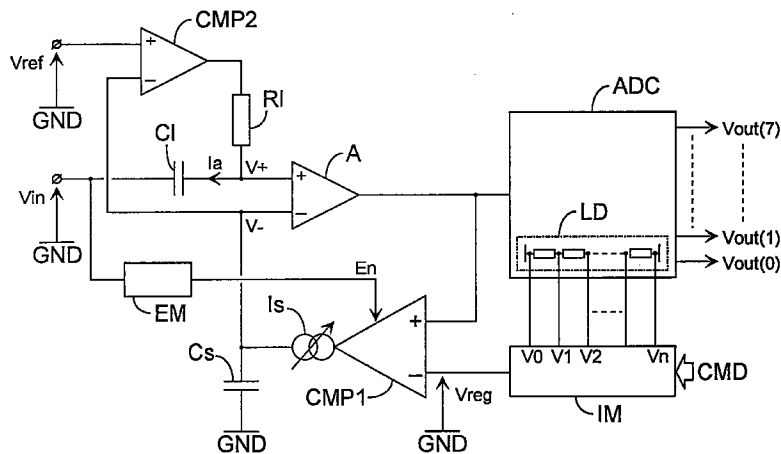 CMP2
Vref
GND
RI
CI
Ia
V+
A
Vin
GND
V-
ADC
Vout(7)
LD
Vout(1)
Vout(0)
EM
En
Is
Cs
GND
CMP1
Vreg
GND
V0 V1 V2 Vn
IM
CMD